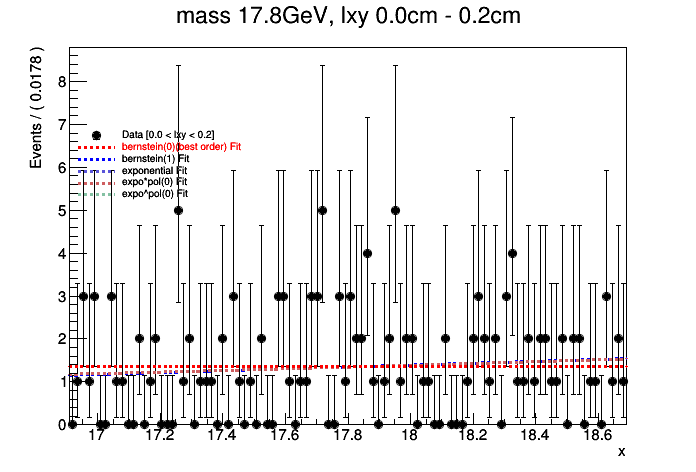 mass 17.8GeV, lxy 0.0cm - 0.2cm
Events / ( 0.0178 )
8
7
6
5
4
3
2
1
0
Data [0.0 < lxy < 0.2]
bernstein(0)(best order) Fit
bernstein(1) Fit
exponential Fit
expo*pol(0) Fit
expo^pol(0) Fit
17 17.2 17.4 17.6 17.8 18 18.2 18.4 18.6
x